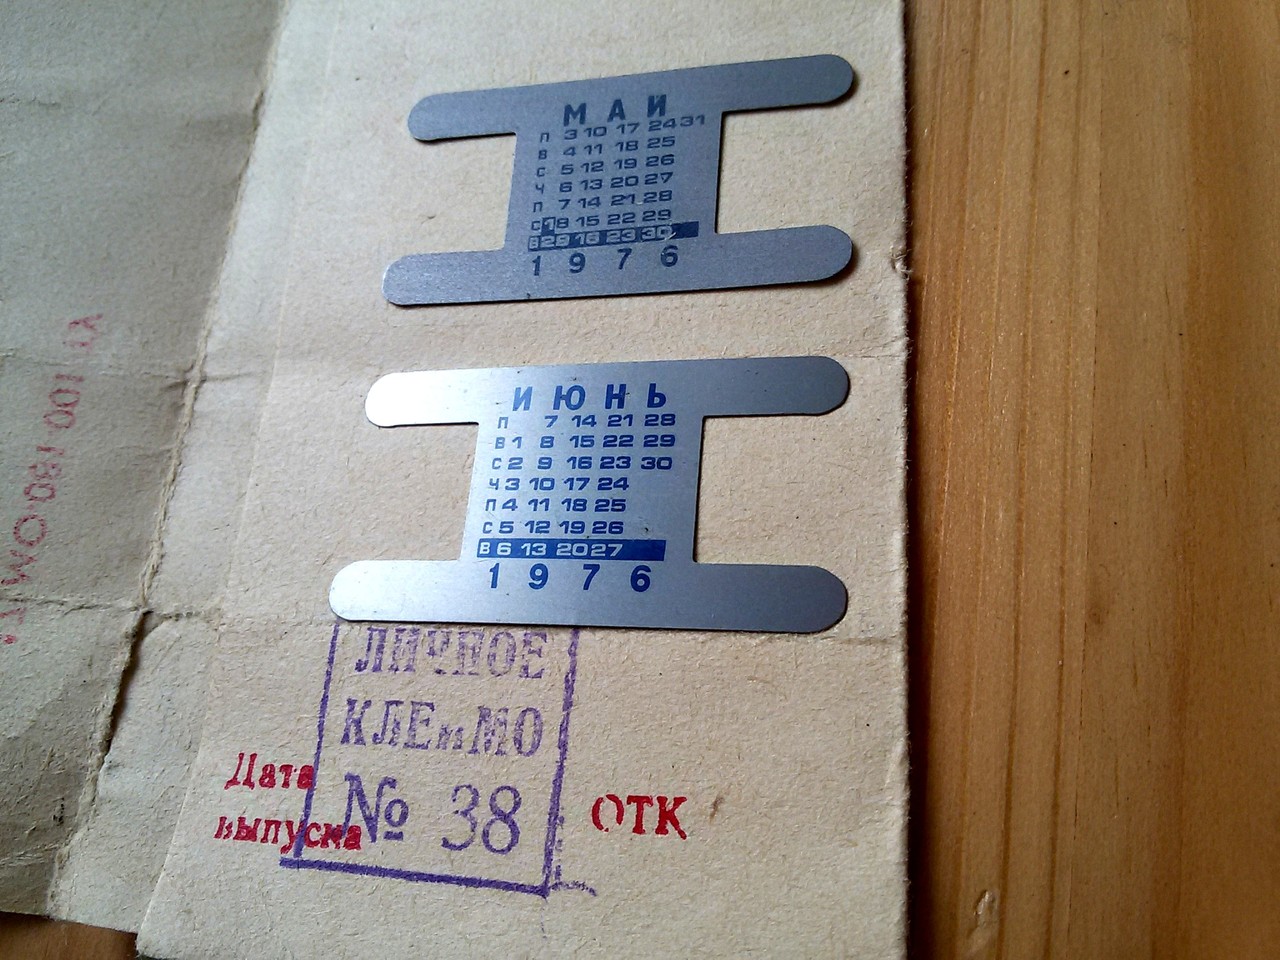 МАЙ
П 3 10 17 24 31
В 4 11 18 25
С 5 12 19 26
Ч 6 13 20 27
П 7 14 21 28
С 1 8 15 22 29
В 2 9 16 23 30
1976
ИЮНЬ
П 7 14 21 28
В 1 8 15 22 29
С 2 9 16 23 30
Ч 3 10 17 24
П 4 11 18 25
С 5 12 19 26
В 6 13 20 27
1976
ЛИЧНОЕ
КЛЕйМО
№ 38
Дата
выпуска
ОТК